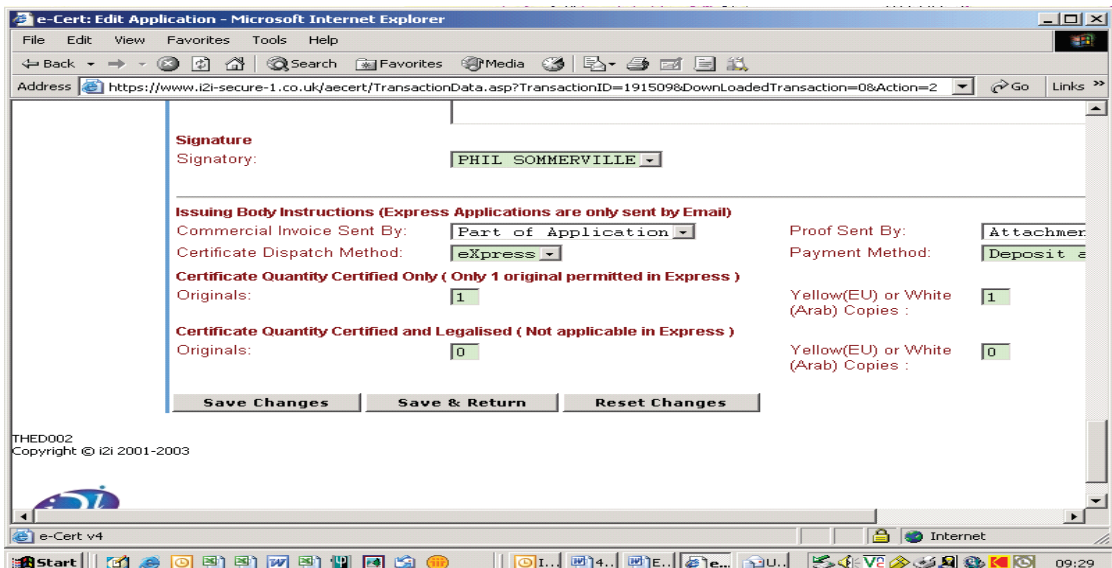 e-Cert: Edit Application - Microsoft Internet Explorer
File Edit View Favorites Tools Help
Back Search Favorites Media
Address https://www.i2i-secure-1.co.uk/aecert/TransactionData.asp?TransactionID=191509&DownLoadedTransaction=0&Action=2 Go Links »
Signature
Signatory: PHIL SOMMERVILLE
Issuing Body Instructions (Express Applications are only sent by Email)
Commercial Invoice Sent By: Part of Application Proof Sent By: Attachmen
Certificate Dispatch Method: eXpress Payment Method: Deposit a
Certificate Quantity Certified Only ( Only 1 original permitted in Express )
Originals: 1 Yellow(EU) or White 1
(Arab) Copies :
Certificate Quantity Certified and Legalised ( Not applicable in Express )
Originals: 0 Yellow(EU) or White 0
(Arab) Copies :
Save Changes Save & Return Reset Changes
THED002
Copyright © i2i 2001-2003
i2i
e-Cert v4 Internet
Start I... 4.. E.. e... U.. 09:29